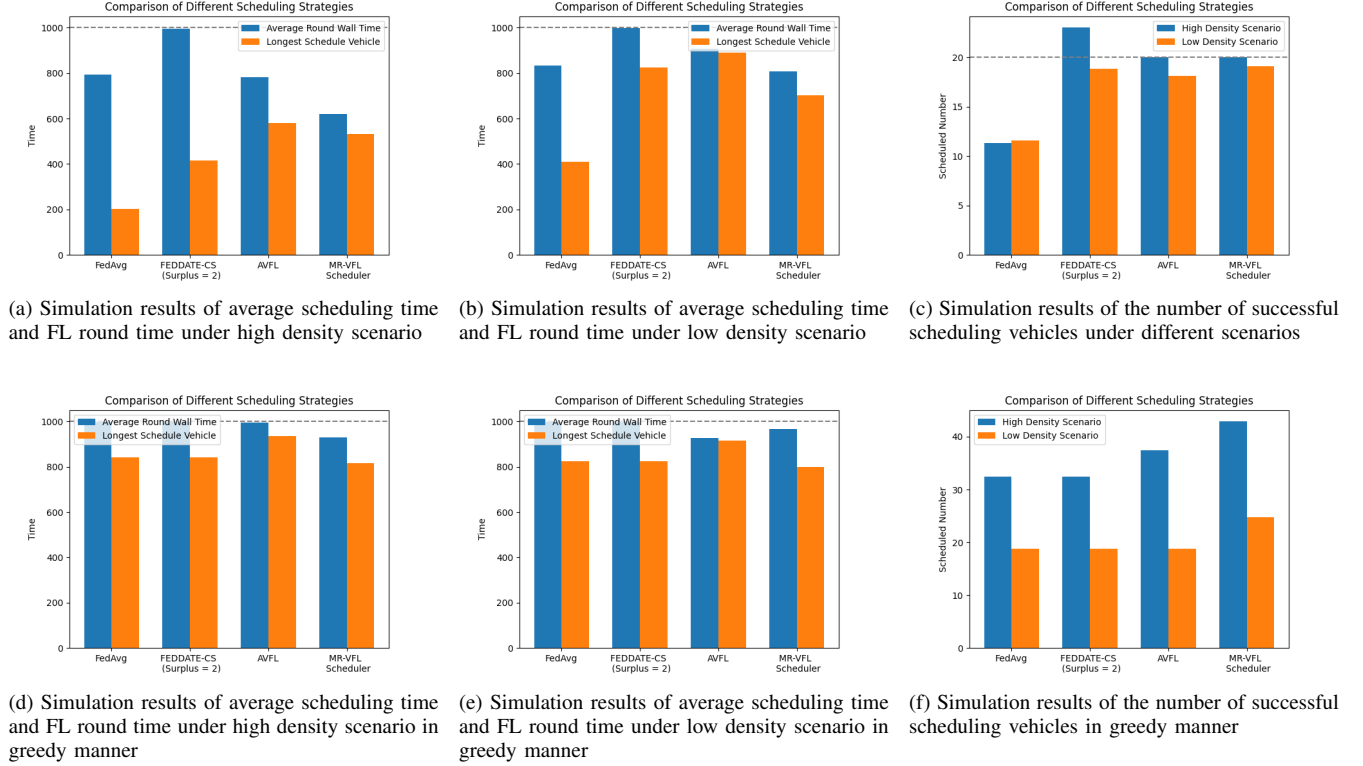 Comparison of Different Scheduling Strategies
1000
800
600
400
200
0
Time
Average Round Wall Time
Longest Schedule Vehicle
FedAvg
FEDDATE-CS
(Surplus = 2)
AVFL
MR-VFL
Scheduler
(a) Simulation results of average scheduling time
and FL round time under high density scenario
Comparison of Different Scheduling Strategies
1000
800
600
400
200
0
Time
Average Round Wall Time
Longest Schedule Vehicle
FedAvg
FEDDATE-CS
(Surplus = 2)
AVFL
MR-VFL
Scheduler
(b) Simulation results of average scheduling time
and FL round time under low density scenario
Comparison of Different Scheduling Strategies
20
15
10
5
0
Scheduled Number
High Density Scenario
Low Density Scenario
FedAvg
FEDDATE-CS
(Surplus = 2)
AVFL
MR-VFL
Scheduler
(c) Simulation results of the number of successful
scheduling vehicles under different scenarios
Comparison of Different Scheduling Strategies
1000
800
600
400
200
0
Time
Average Round Wall Time
Longest Schedule Vehicle
FedAvg
FEDDATE-CS
(Surplus = 2)
AVFL
MR-VFL
Scheduler
(d) Simulation results of average scheduling time
and FL round time under high density scenario in
greedy manner
Comparison of Different Scheduling Strategies
1000
800
600
400
200
0
Time
Average Round Wall Time
Longest Schedule Vehicle
FedAvg
FEDDATE-CS
(Surplus = 2)
AVFL
MR-VFL
Scheduler
(e) Simulation results of average scheduling time
and FL round time under low density scenario in
greedy manner
Comparison of Different Scheduling Strategies
40
30
20
10
0
Scheduled Number
High Density Scenario
Low Density Scenario
FedAvg
FEDDATE-CS
(Surplus = 2)
AVFL
MR-VFL
Scheduler
(f) Simulation results of the number of successful
scheduling vehicles in greedy manner